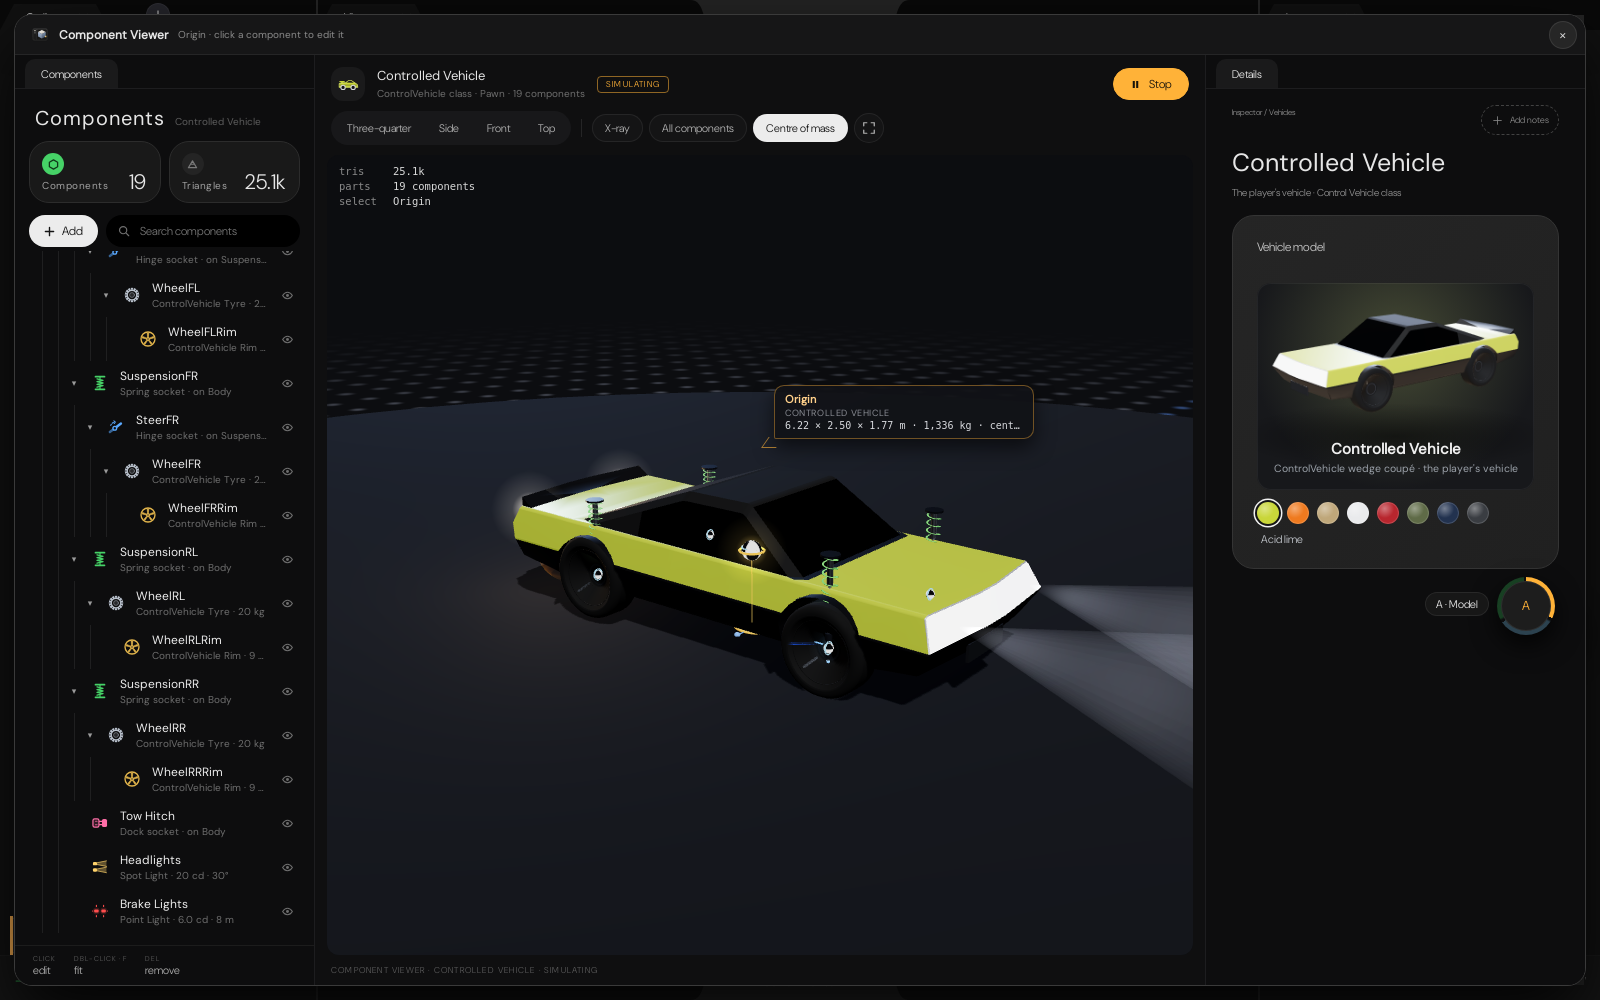 Component Viewer Origin · click a component to edit it
×
Components
Components Controlled Vehicle
Components 19
Triangles 25.1k
+ Add
Search components
Hinge socket · on Suspens...
WheelFL
ControlVehicle Tyre · 2...
WheelFLRim
ControlVehicle Rim ...
SuspensionFR
Spring socket · on Body
SteerFR
Hinge socket · on Suspens...
WheelFR
ControlVehicle Tyre · 2...
WheelFRRim
ControlVehicle Rim ...
SuspensionRL
Spring socket · on Body
WheelRL
ControlVehicle Tyre · 20 kg
WheelRLRim
ControlVehicle Rim · 9 ...
SuspensionRR
Spring socket · on Body
WheelRR
ControlVehicle Tyre · 20 kg
WheelRRRim
ControlVehicle Rim · 9 ...
Tow Hitch
Dock socket · on Body
Headlights
Spot Light · 20 cd · 30°
Brake Lights
Point Light · 6.0 cd · 8 m
CLICK DBL-CLICK · F DEL
edit fit remove
Controlled Vehicle
ControlVehicle class · Pawn · 19 components
SIMULATING
Stop
Three-quarter Side Front Top X-ray All components Centre of mass
tris 25.1k
parts 19 components
select Origin
Origin
CONTROLLED VEHICLE
6.22 × 2.50 × 1.77 m · 1,336 kg · cent…
COMPONENT VIEWER · CONTROLLED VEHICLE · SIMULATING
Details
Inspector / Vehicles
+ Add notes
Controlled Vehicle
The player's vehicle · Control Vehicle class
Vehicle model
Controlled Vehicle
ControlVehicle wedge coupé · the player's vehicle
Acid lime
A · Model
A